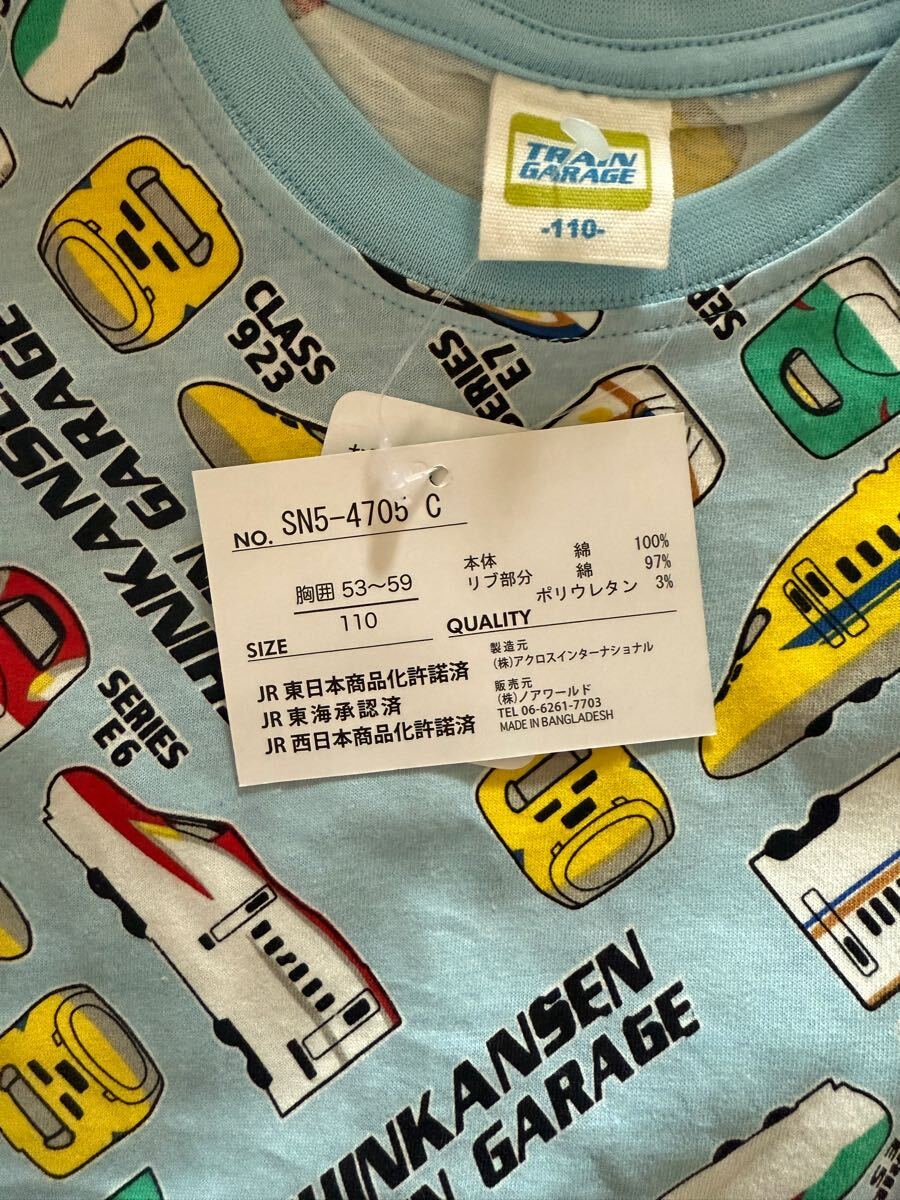 TRAIN
GARAGE
-110-
CLASS
923
SERIES
E7
NO. SN5-4705 C
胸囲 53〜59
110
SIZE
本体 綿 100%
リブ部分 綿 97%
ポリウレタン 3%
QUALITY
JR 東日本商品化許諾済
JR 東海承認済
JR 西日本商品化許諾済
製造元
(株)アクロスインターナショナル
販売元
(株)ノアワールド
TEL 06-6261-7703
MADE IN BANGLADESH
SERIES
E6
GARAGE
HINKANSEN
N GARAGE